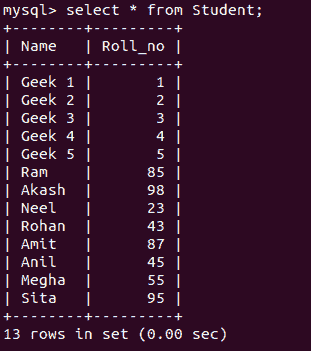 mysql> select * from Student;
+--------+---------+
| Name   | Roll_no |
+--------+---------+
| Geek 1 |       1 |
| Geek 2 |       2 |
| Geek 3 |       3 |
| Geek 4 |       4 |
| Geek 5 |       5 |
| Ram    |      85 |
| Akash  |      98 |
| Neel   |      23 |
| Rohan  |      43 |
| Amit   |      87 |
| Anil   |      45 |
| Megha  |      55 |
| Sita   |      95 |
+--------+---------+
13 rows in set (0.00 sec)